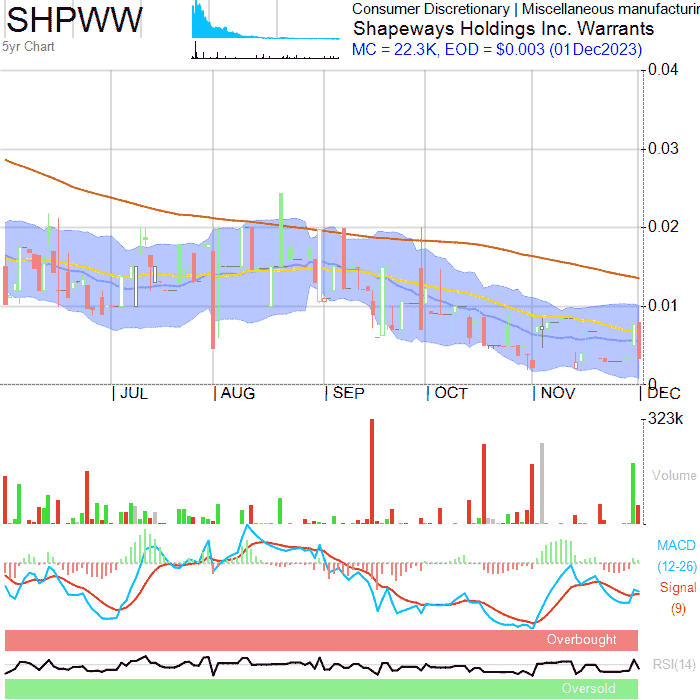 SHPWW
5yr Chart
Consumer Discretionary | Miscellaneous manufacturin
Shapeways Holdings Inc. Warrants
MC = 22.3K, EOD = $0.003 (01Dec2023)
0.04
0.03
0.02
0.01
0
JUL
AUG
SEP
OCT
NOV
DEC
323k
Volume
MACD
(12-26)
Signal
(9)
Overbought
RSI(14)
Oversold